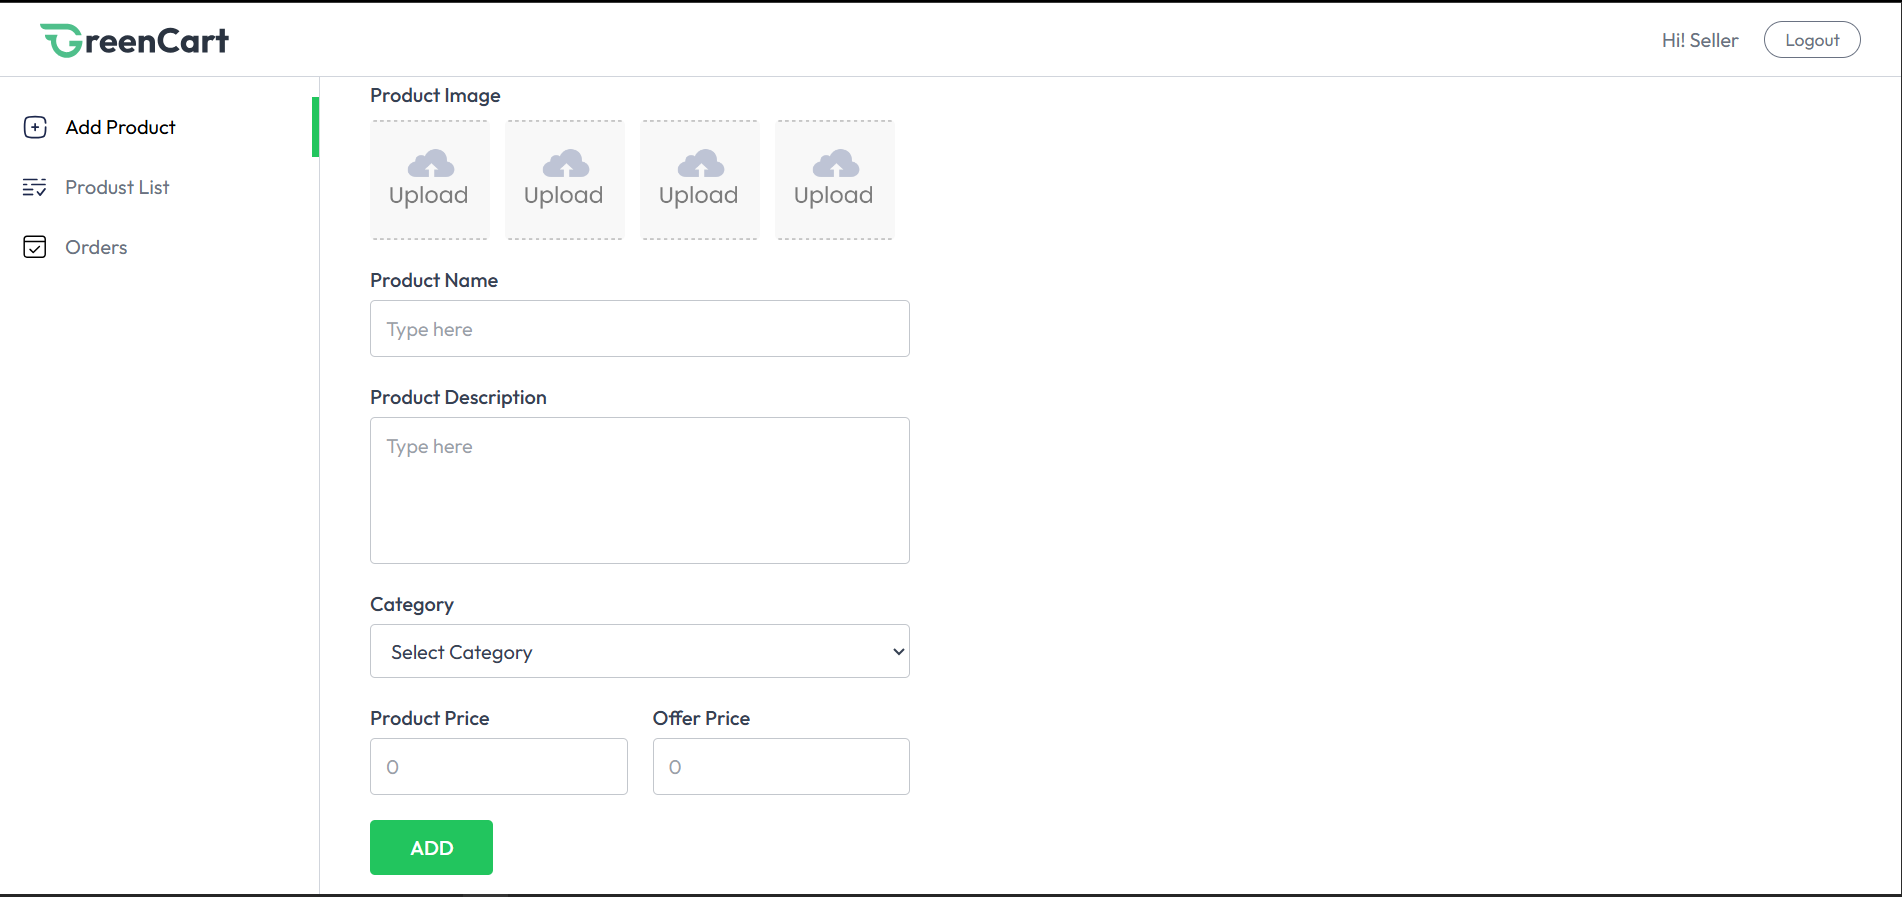 GreenCart
Hi! Seller
Logout
Add Product
Produst List
Orders
Product Image
Upload Upload Upload Upload
Product Name
Type here
Product Description
Type here
Category
Select Category
Product Price Offer Price
0 0
ADD